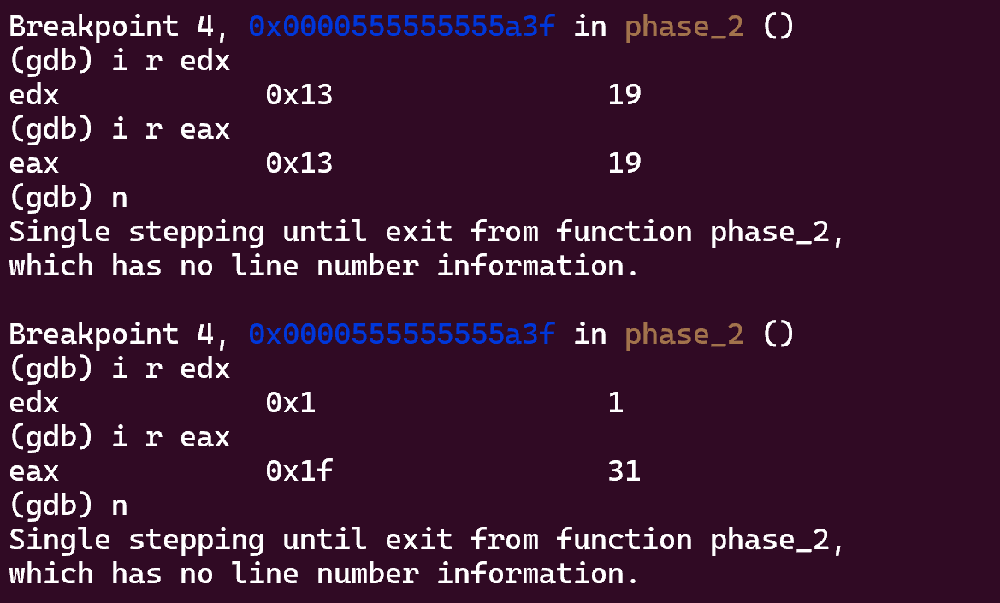 Breakpoint 4, 0x0000555555555a3f in phase_2 ()
(gdb) i r edx
edx            0x13                19
(gdb) i r eax
eax            0x13                19
(gdb) n
Single stepping until exit from function phase_2,
which has no line number information.

Breakpoint 4, 0x0000555555555a3f in phase_2 ()
(gdb) i r edx
edx            0x1                 1
(gdb) i r eax
eax            0x1f                31
(gdb) n
Single stepping until exit from function phase_2,
which has no line number information.